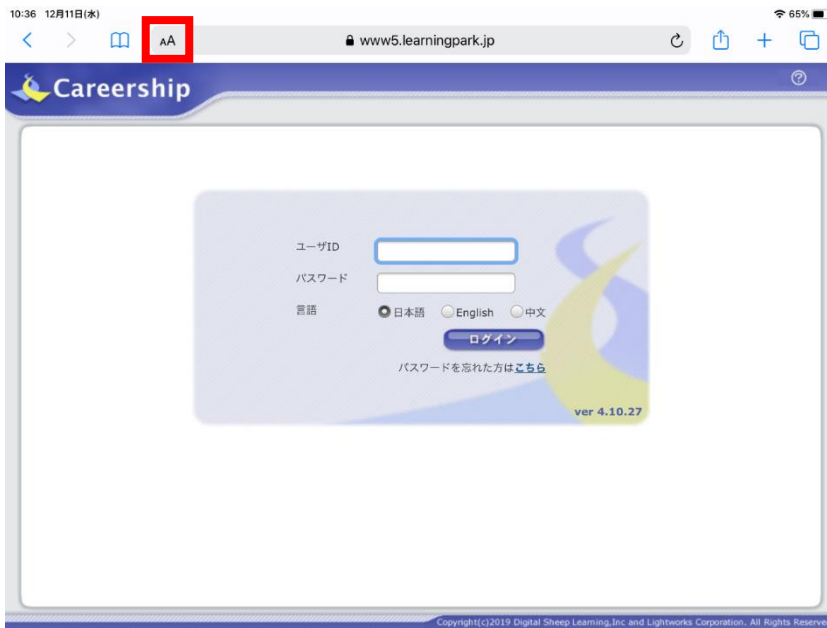 10:36 12月11日(水) 65%
AA www5.learningpark.jp
Careership
ユーザID
パスワード
言語 日本語 English 中文
ログイン
パスワードを忘れた方はこちら
ver 4.10.27
Copyright(c)2019 Digital Sheep Learning,Inc and Lightworks Corporation. All Rights Reserve